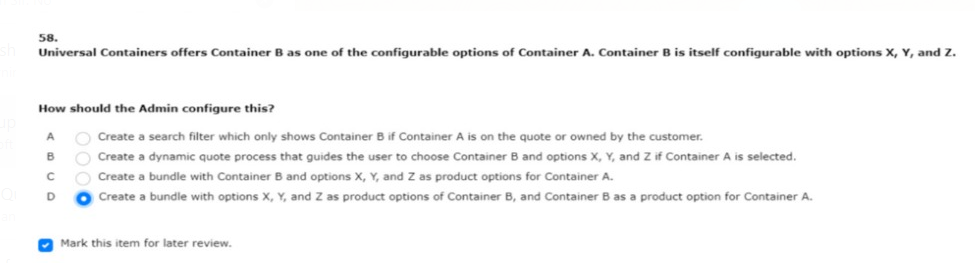 58.
Universal Containers offers Container B as one of the configurable options of Container A. Container B is itself configurable with options X, Y, and Z.
How should the Admin configure this?
A Create a search filter which only shows Container B if Container A is on the quote or owned by the customer.
B Create a dynamic quote process that guides the user to choose Container B and options X, Y, and Z if Container A is selected.
C Create a bundle with Container B and options X, Y, and Z as product options for Container A.
D Create a bundle with options X, Y, and Z as product options of Container B, and Container B as a product option for Container A.
Mark this item for later review.